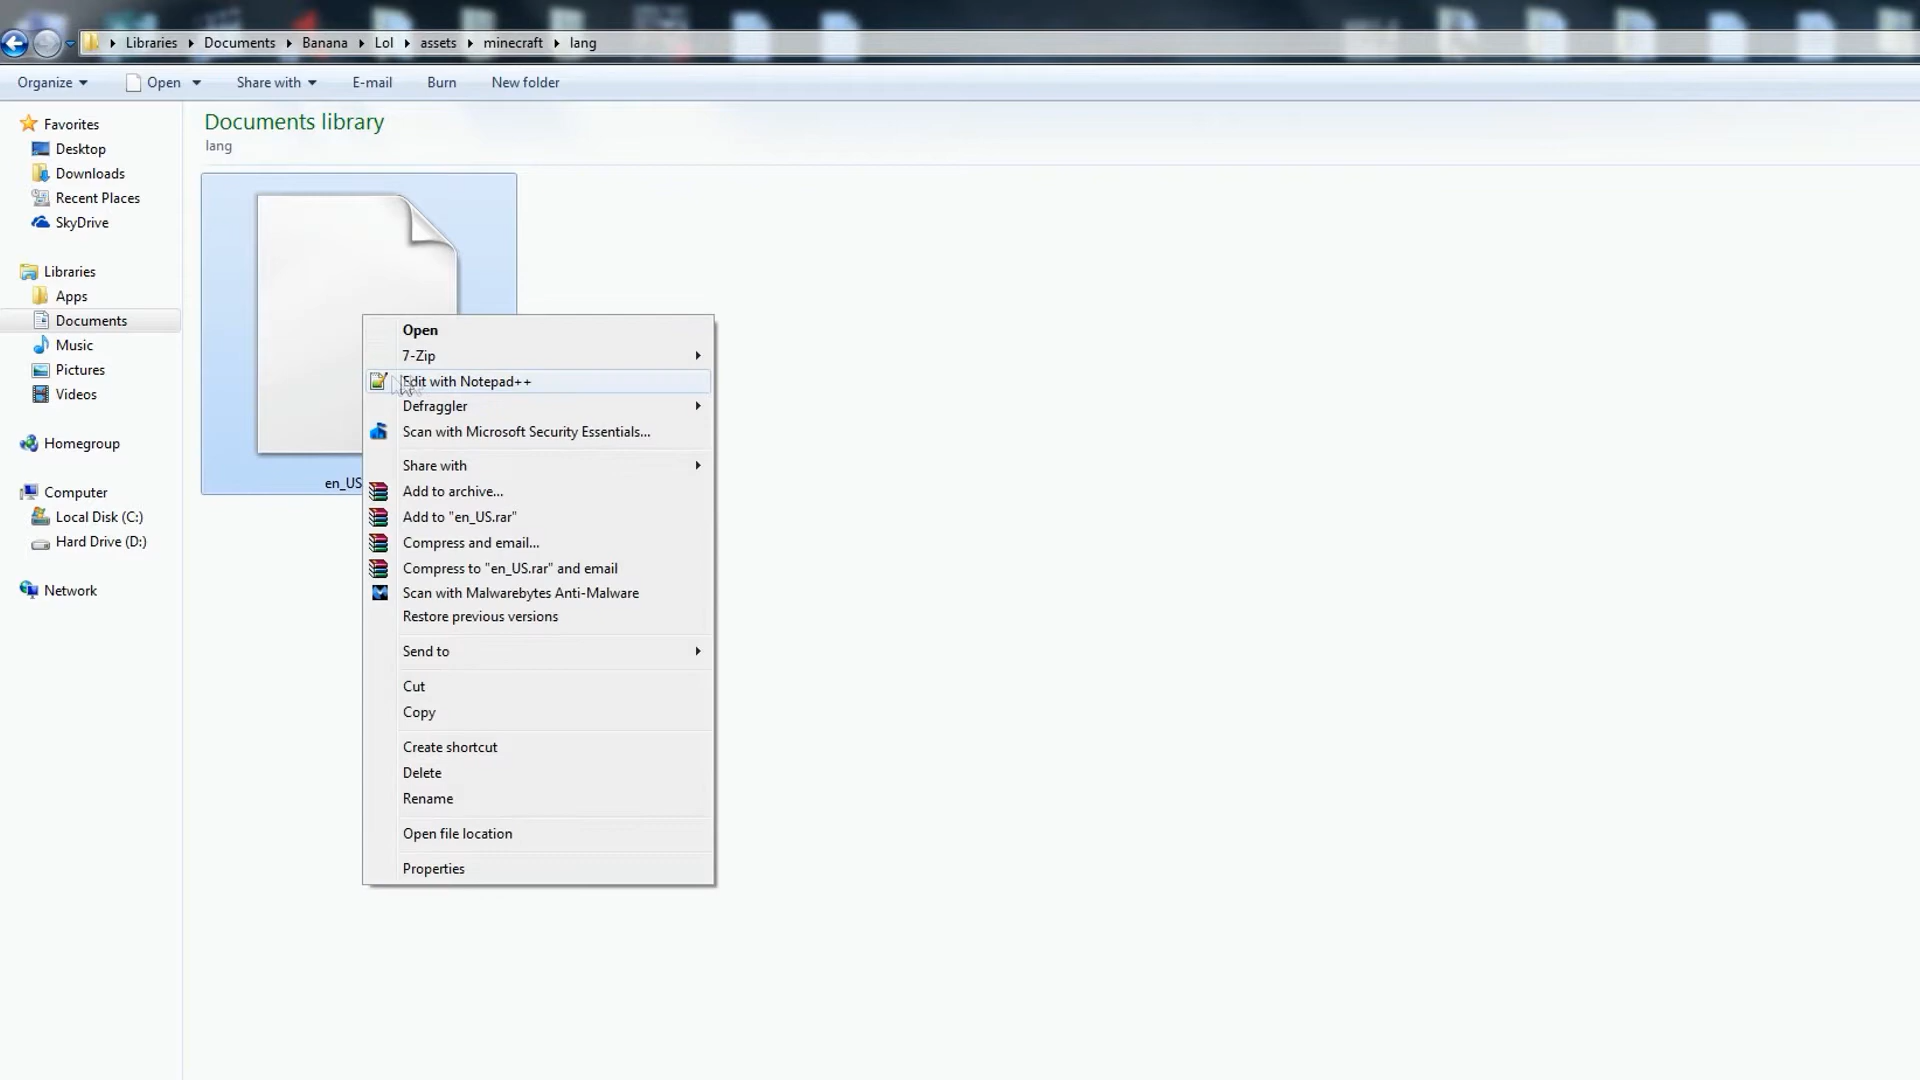 Libraries Documents Banana Lol assets minecraft lang
Organize Open Share with E-mail Burn New folder
Favorites
Desktop
Downloads
Recent Places
SkyDrive
Libraries
Apps
Documents
Music
Pictures
Videos
Homegroup
Computer
Local Disk (C:)
Hard Drive (D:)
Network
Documents library
lang
en_US
Open
7-Zip
Edit with Notepad++
Defraggler
Scan with Microsoft Security Essentials...
Share with
Add to archive...
Add to "en_US.rar"
Compress and email...
Compress to "en_US.rar" and email
Scan with Malwarebytes Anti-Malware
Restore previous versions
Send to
Cut
Copy
Create shortcut
Delete
Rename
Open file location
Properties